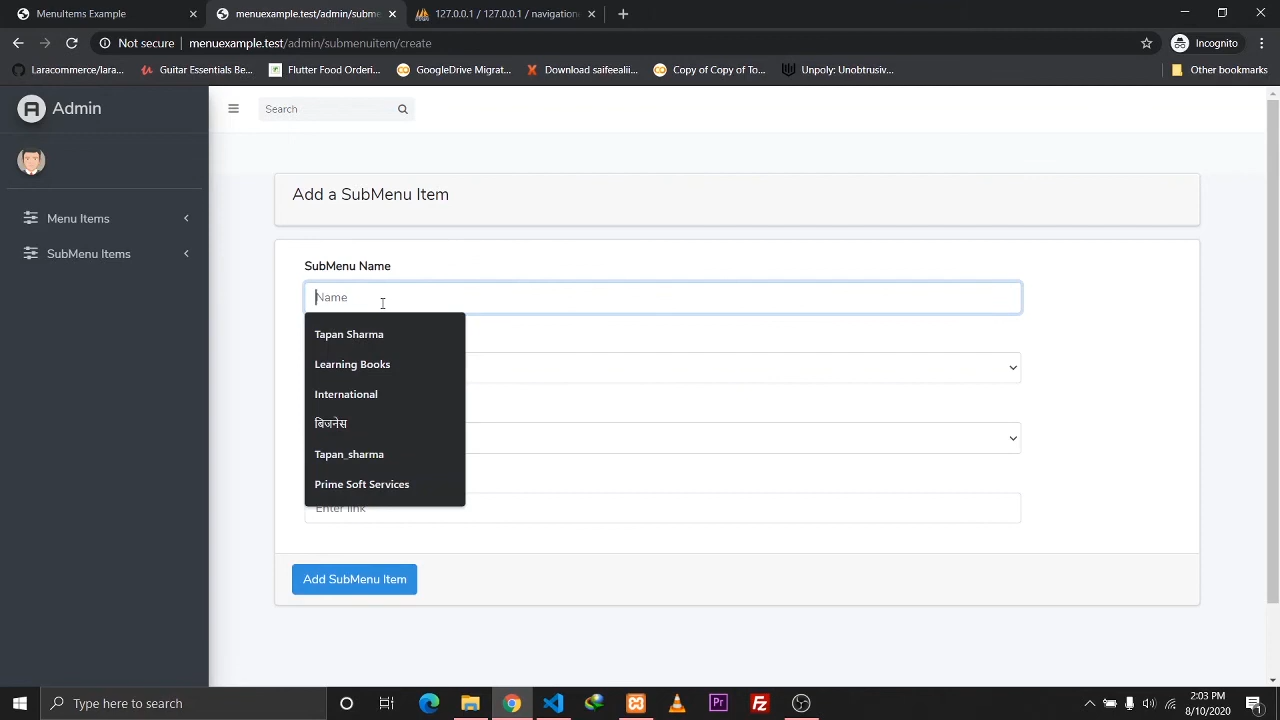 MenuItems Example
menuexample.test/admin/subme
127.0.0.1 / 127.0.0.1 / navigation
Not secure
menuexample.test/admin/submenuitem/create
Incognito
Laracommerce/lara...
Guitar Essentials Be...
Flutter Food Orderi...
GoogleDrive Migrat...
Download saifeealii...
Copy of Copy of To...
Unpoly: Unobtrusiv...
Other bookmarks
Admin
Search
Menu Items
SubMenu Items
Add a SubMenu Item
SubMenu Name
Name
Tapan Sharma
Learning Books
International
बिजनेस
Tapan_sharma
Prime Soft Services
Enter link
Add SubMenu Item
Type here to search
Pr
2:03 PM
8/10/2020
1